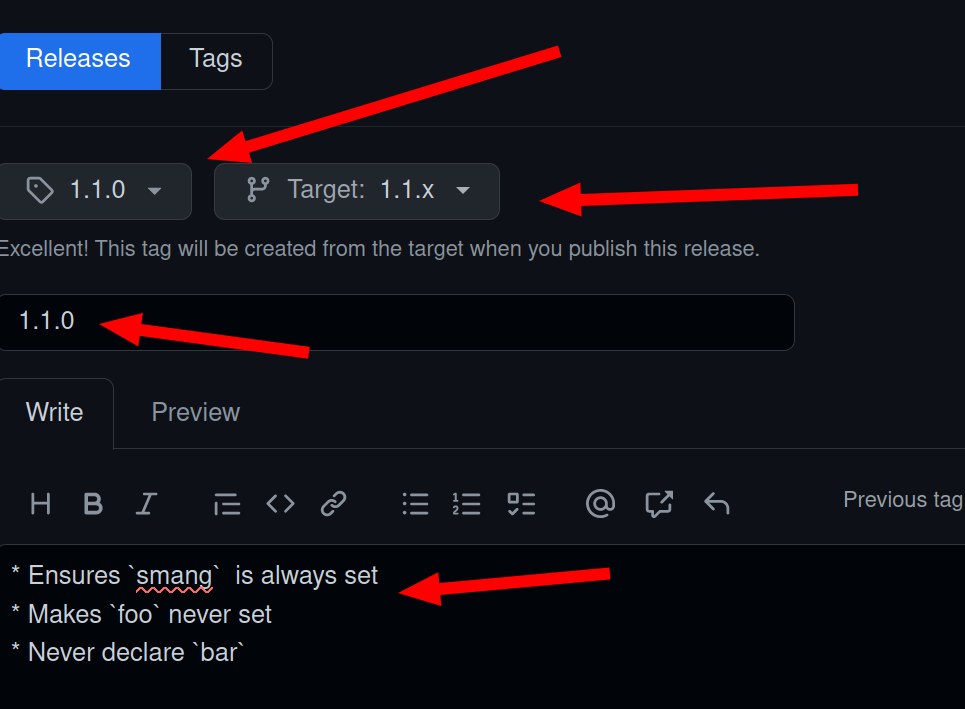 Releases Tags
1.1.0 Target: 1.1.x
Excellent! This tag will be created from the target when you publish this release.
1.1.0
Write Preview
H B I <> @ Previous tag
* Ensures `smang`  is always set
* Makes `foo` never set
* Never declare `bar`